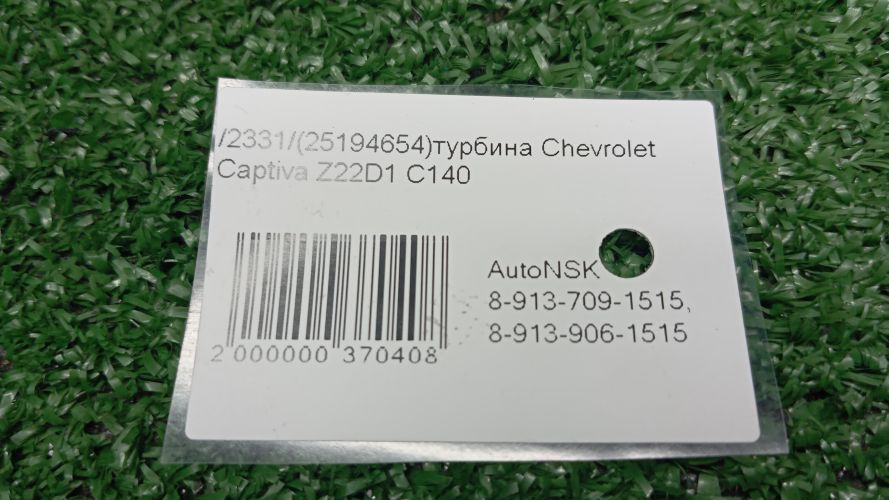 /2331/(25194654)турбина Chevrolet
Captiva Z22D1 C140
AutoNSK
8-913-709-1515,
8-913-906-1515
2 000000 370408